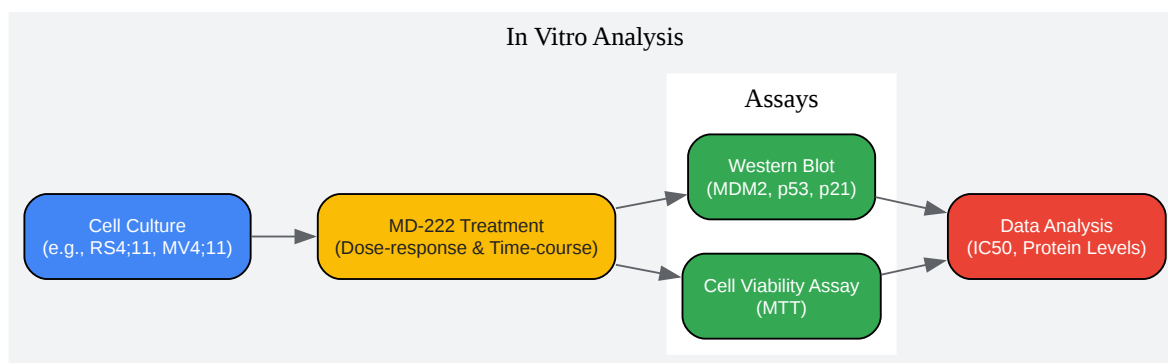 In Vitro Analysis
Assays
Cell Culture
(e.g., RS4;11, MV4;11)
MD-222 Treatment
(Dose-response & Time-course)
Western Blot
(MDM2, p53, p21)
Cell Viability Assay
(MTT)
Data Analysis
(IC50, Protein Levels)